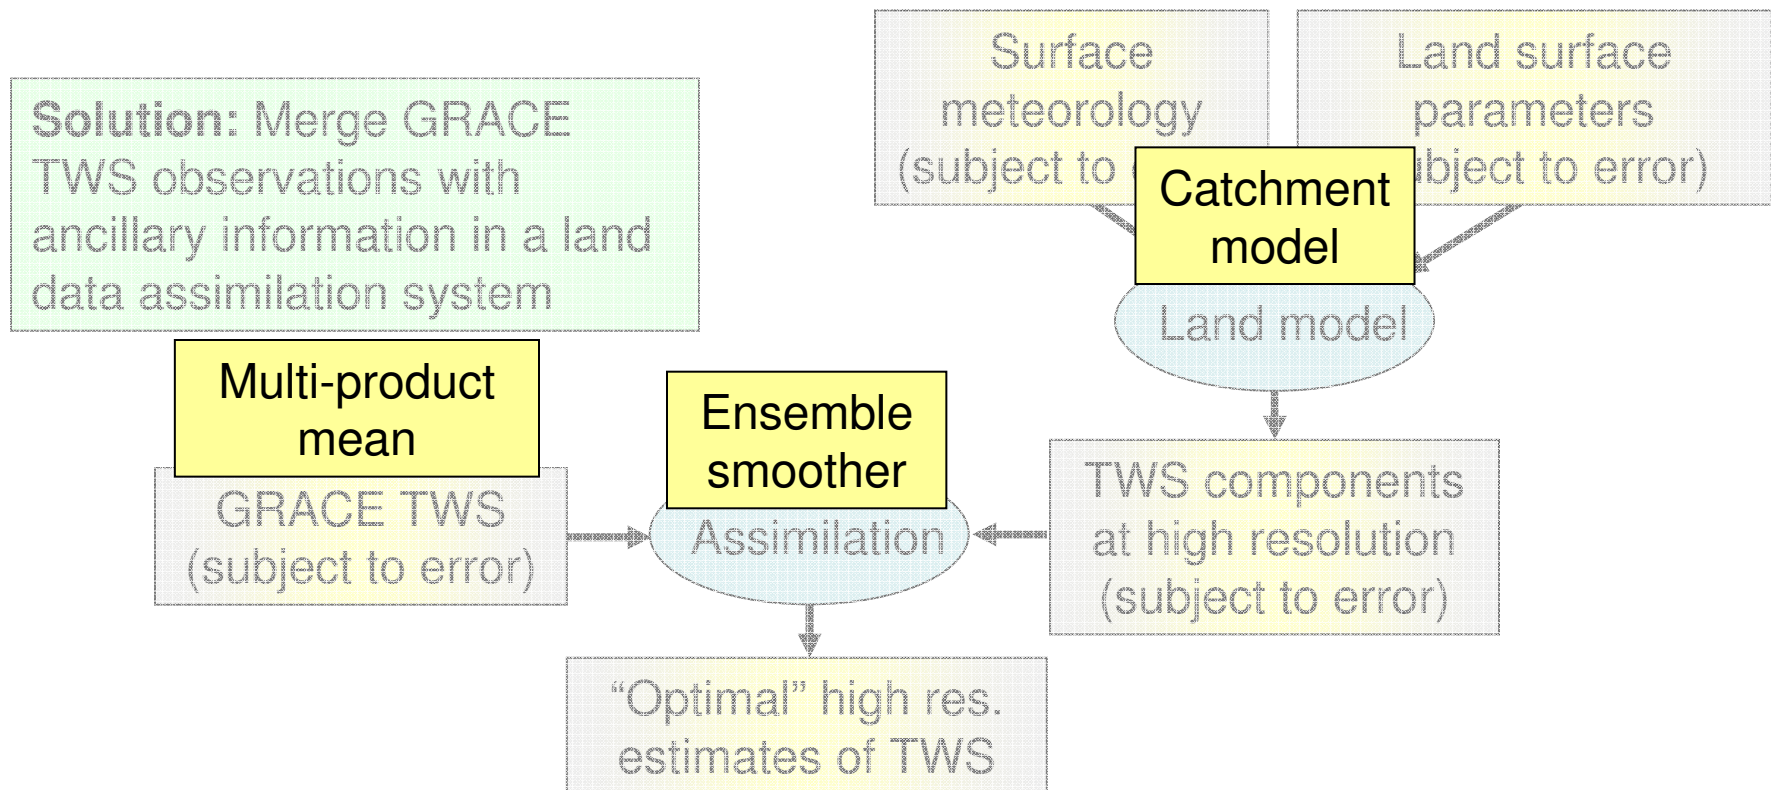 Surface
meteorology
(subject to
Land surface
parameters
ubject to error)
Solution: Merge GRACE
TWS observations with
ancillary information in a land
data assimilation system
Catchment
model
Land model
Multi-product
mean
GRACE TWS
(subject to error)
Ensemble
smoother
Assimilation
TWS components
at high resolution
(subject to error)
“Optimal” high res.
estimates of TWS